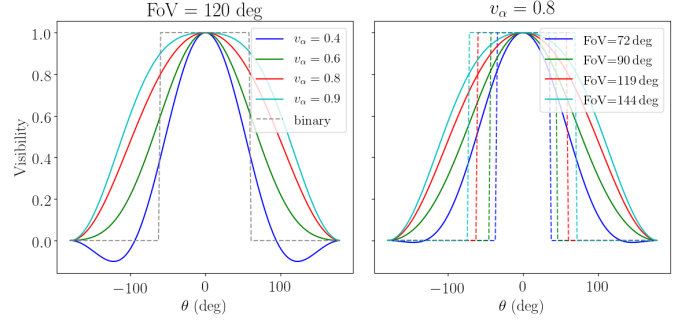 FoV = 120 deg
v_α = 0.8
1.0
0.8
0.6
0.4
0.2
0.0
Visibility
v_α = 0.4
v_α = 0.6
v_α = 0.8
v_α = 0.9
binary
FoV=72 deg
FoV=90 deg
FoV=119 deg
FoV=144 deg
−100
0
100
−100
0
100
θ (deg)
θ (deg)